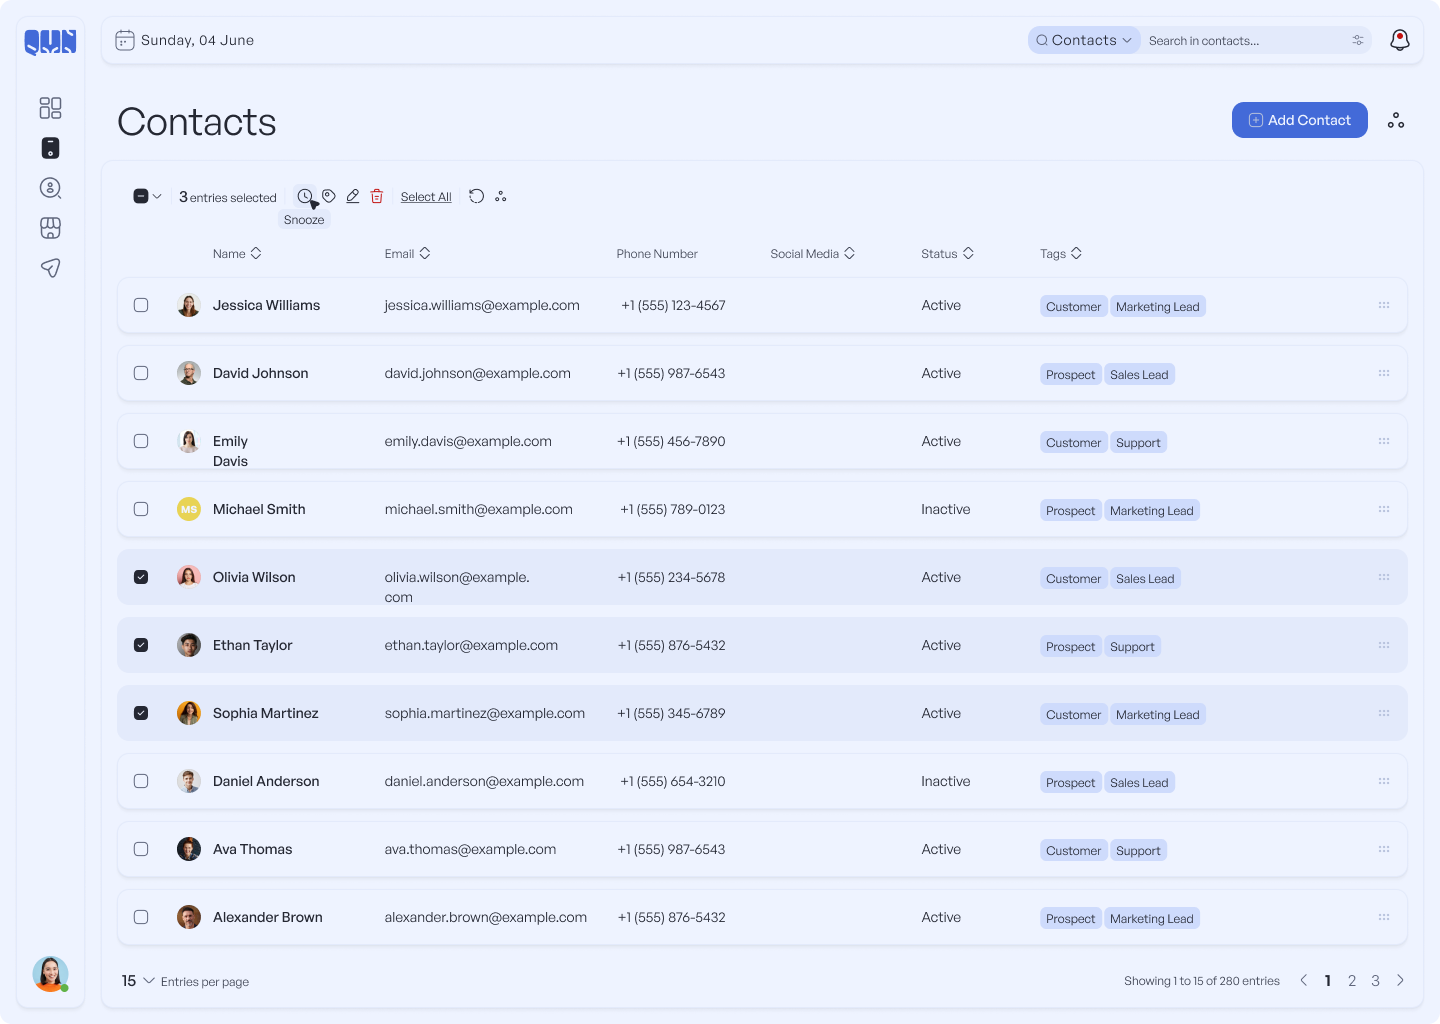 Sunday, 04 June
Contacts
Search in contacts...
Contacts
Add Contact
3 entries selected
Select All
Snooze
Name
Email
Phone Number
Social Media
Status
Tags
Jessica Williams
jessica.williams@example.com
+1 (555) 123-4567
Active
Customer
Marketing Lead
David Johnson
david.johnson@example.com
+1 (555) 987-6543
Active
Prospect
Sales Lead
Emily
Davis
emily.davis@example.com
+1 (555) 456-7890
Active
Customer
Support
MS
Michael Smith
michael.smith@example.com
+1 (555) 789-0123
Inactive
Prospect
Marketing Lead
Olivia Wilson
olivia.wilson@example.
com
+1 (555) 234-5678
Active
Customer
Sales Lead
Ethan Taylor
ethan.taylor@example.com
+1 (555) 876-5432
Active
Prospect
Support
Sophia Martinez
sophia.martinez@example.com
+1 (555) 345-6789
Active
Customer
Marketing Lead
Daniel Anderson
daniel.anderson@example.com
+1 (555) 654-3210
Inactive
Prospect
Sales Lead
Ava Thomas
ava.thomas@example.com
+1 (555) 987-6543
Active
Customer
Support
Alexander Brown
alexander.brown@example.com
+1 (555) 876-5432
Active
Prospect
Marketing Lead
15
Entries per page
Showing 1 to 15 of 280 entries
1
2
3